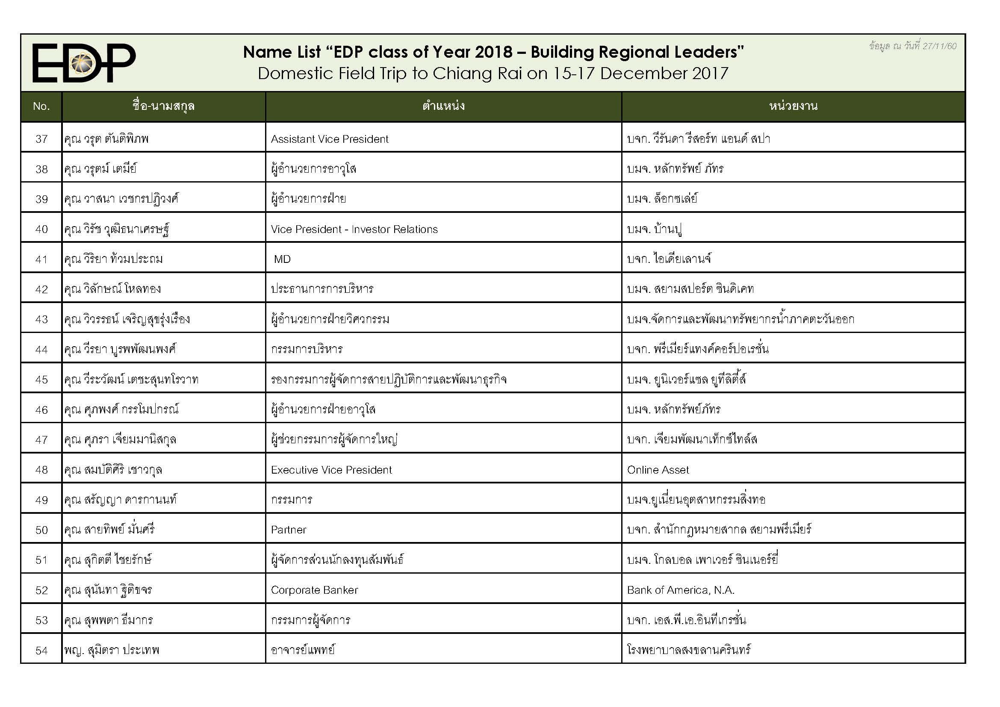 EDP
Name List “EDP class of Year 2018 – Building Regional Leaders"
ข้อมูล ณ วันที่ 27/11/60
Domestic Field Trip to Chiang Rai on 15-17 December 2017
No. ชื่อ-นามสกุล ตำแหน่ง หน่วยงาน
37 คุณ วรุต ตันติพิภพ Assistant Vice President บจก. วีรันดา รีสอร์ท แอนด์ สปา
38 คุณ วรุตม์ เตมีย์ ผู้อำนวยการอาวุโส บมจ. หลักทรัพย์ ภัทร
39 คุณ วาสนา เวชกรปฏิวงศ์ ผู้อำนวยการฝ่าย บมจ. ล็อกซเล่ย์
40 คุณ วิรัช วุฒิธนาเศรษฐ์ Vice President - Investor Relations บมจ. บ้านปู
41 คุณ วิริยา ท้วมประถม MD บจก. ไอเดียเลานจ์
42 คุณ วิลักษณ์ โหลทอง ประธานการการบริหาร บมจ. สยามสปอร์ต ซินดิเคท
43 คุณ วิวรรธน์ เจริญสุขรุ่งเรือง ผู้อำนวยการฝ่ายวิศวกรรม บมจ.จัดการและพัฒนาทรัพยากรน้ำภาคตะวันออก
44 คุณ วีรยา บูรพพัฒนพงศ์ กรรมการบริหาร บจก. พรีเมียร์แทงค์คอร์ปอเรชั่น
45 คุณ วีระวัฒน์ เตชะสุนทโรวาท รองกรรมการผู้จัดการสายปฏิบัติการและพัฒนาธุรกิจ บมจ. ยูนิเวอร์แซล ยูทีลิตี้ส์
46 คุณ ศุภพงศ์ กรรโมปกรณ์ ผู้อำนวยการฝ่ายอาวุโส บมจ. หลักทรัพย์ภัทร
47 คุณ ศุภรา เจียมมานิสกุล ผู้ช่วยกรรมการผู้จัดการใหญ่ บจก. เจียมพัฒนาเท็กซ์ไทล์ส
48 คุณ สมบัติศิริ เชาวกุล Executive Vice President Online Asset
49 คุณ สรัญญา ดารกานนท์ กรรมการ บมจ.ยูเนี่ยนอุตสาหกรรมสิ่งทอ
50 คุณ สายทิพย์ มั่นศรี Partner บจก. สำนักกฎหมายสากล สยามพรีเมียร์
51 คุณ สุกิตตี ไชยรักษ์ ผู้จัดการส่วนนักลงทุนสัมพันธ์ บมจ. โกลบอล เพาเวอร์ ซินเนอร์ยี่
52 คุณ สุนันทา ฐิติขจร Corporate Banker Bank of America, N.A.
53 คุณ สุพพตา ธีมากร กรรมการผู้จัดการ บจก. เอส.พี.เอ.อินทีเกรชั่น
54 พญ. สุมิตรา ประเทพ อาจารย์แพทย์ โรงพยาบาลสงขลานครินทร์